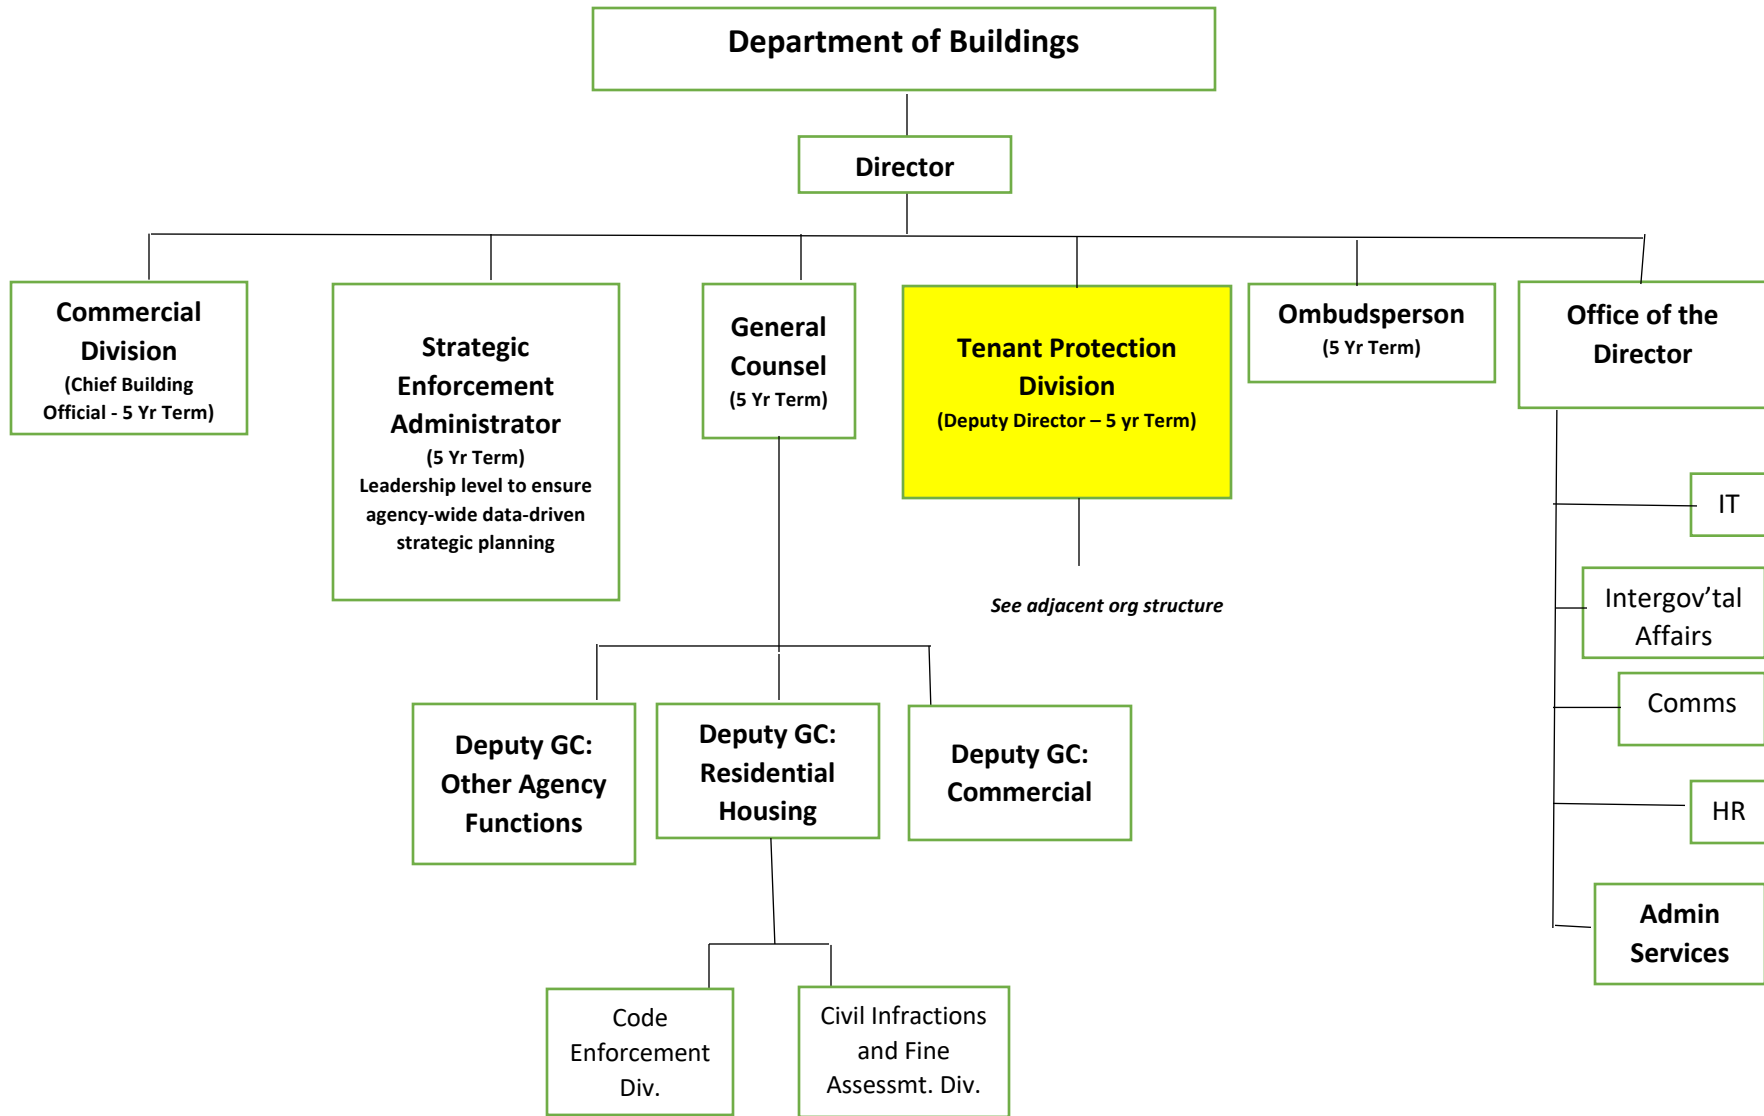 Department of Buildings
Director
Commercial
Division
(Chief Building
Official - 5 Yr Term)
Strategic
Enforcement
Administrator
(5 Yr Term)
Leadership level to ensure
agency-wide data-driven
strategic planning
General
Counsel
(5 Yr Term)
Tenant Protection
Division
(Deputy Director – 5 yr Term)
Ombudsperson
(5 Yr Term)
Office of the
Director
See adjacent org structure
IT
Intergov’tal
Affairs
Comms
HR
Admin
Services
Deputy GC:
Other Agency
Functions
Deputy GC:
Residential
Housing
Deputy GC:
Commercial
Code
Enforcement
Div.
Civil Infractions
and Fine
Assessmt. Div.